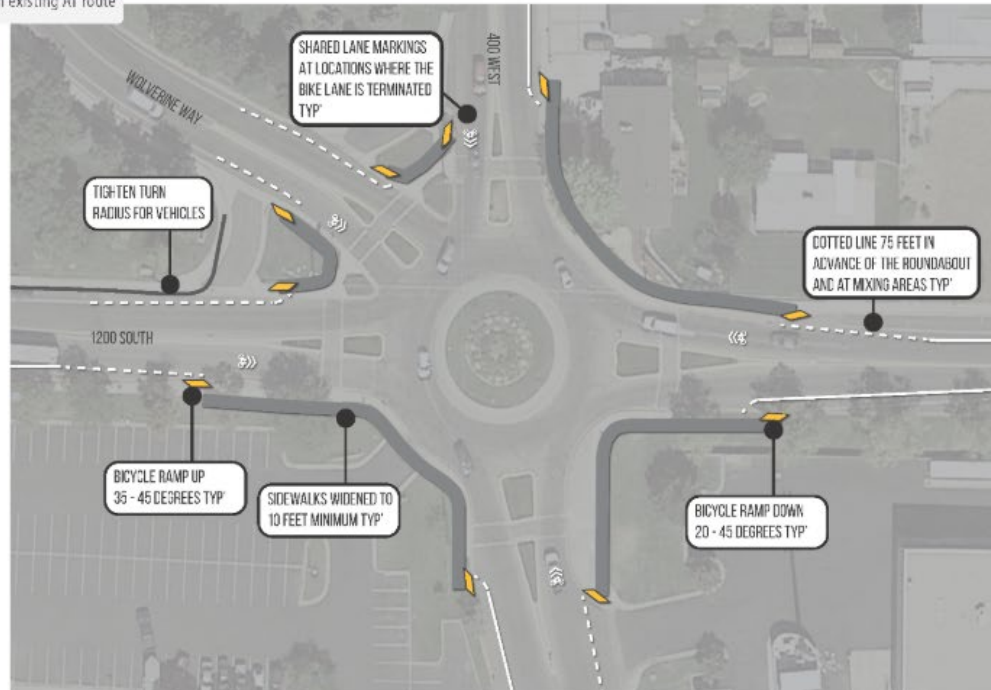 existing AT route
SHARED LANE MARKINGS
AT LOCATIONS WHERE THE
BIKE LANE IS TERMINATED
TYP'
400 WEST
WOLVERINE WAY
TIGHTEN TURN
RADIUS FOR VEHICLES
DOTTED LINE 75 FEET IN
ADVANCE OF THE ROUNDABOUT
AND AT MIXING AREAS TYP'
1200 SOUTH
BICYCLE RAMP UP
35 - 45 DEGREES TYP'
SIDEWALKS WIDENED TO
10 FEET MINIMUM TYP'
BICYCLE RAMP DOWN
20 - 45 DEGREES TYP'